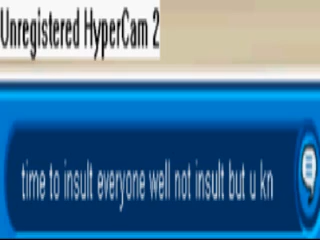 Unregistered HyperCam 2
time to insult everyone well not insult but u kn